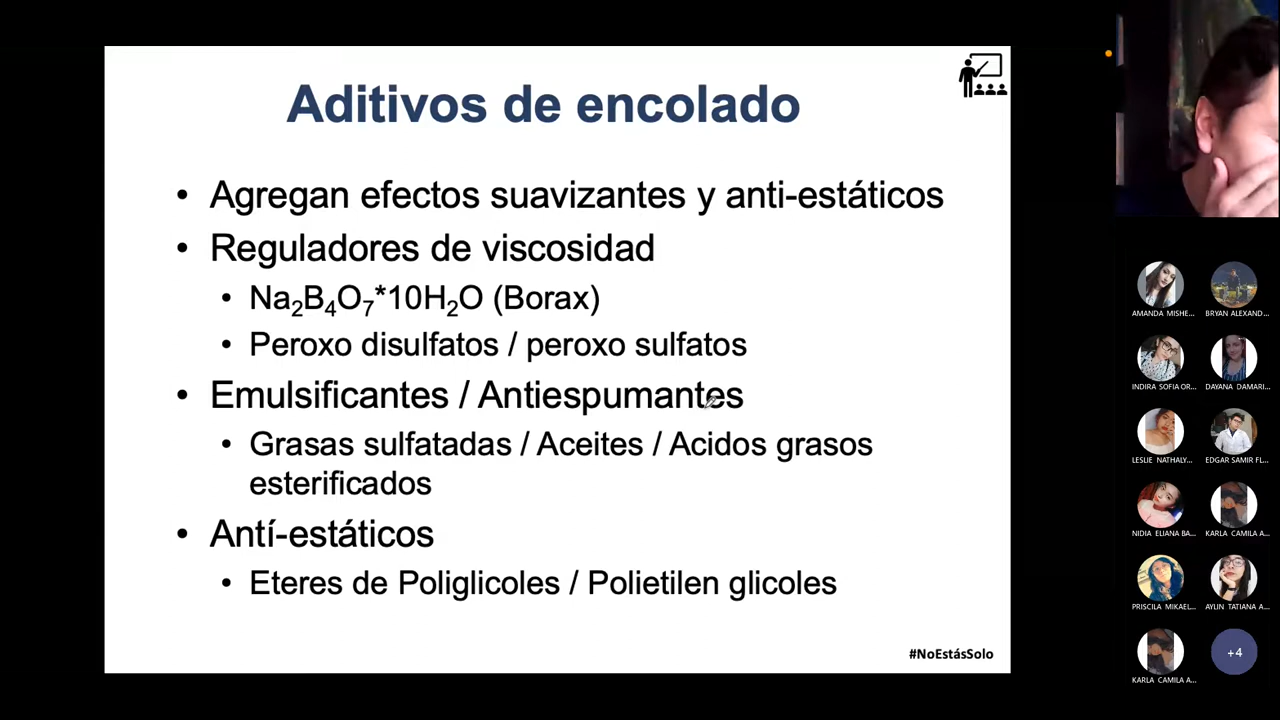 Aditivos de encolado
• Agregan efectos suavizantes y anti-estáticos
• Reguladores de viscosidad
• Na₂B₄O₇*10H₂O (Borax)
• Peroxo disulfatos / peroxo sulfatos
• Emulsificantes / Antiespumantes
• Grasas sulfatadas / Aceites / Acidos grasos
esterificados
• Antí-estáticos
• Eteres de Poliglicoles / Polietilen glicoles
#NoEstásSolo
AMANDA MISHE...
BRYAN ALEXAND...
INDIRA SOFIA OR...
DAYANA DAMARI...
LESLIE NATHALY...
EDGAR SAMIR FL...
NIDIA ELIANA BA...
KARLA CAMILA A...
PRISCILA MIKAEL...
AYLIN TATIANA A...
KARLA CAMILA A...
+4